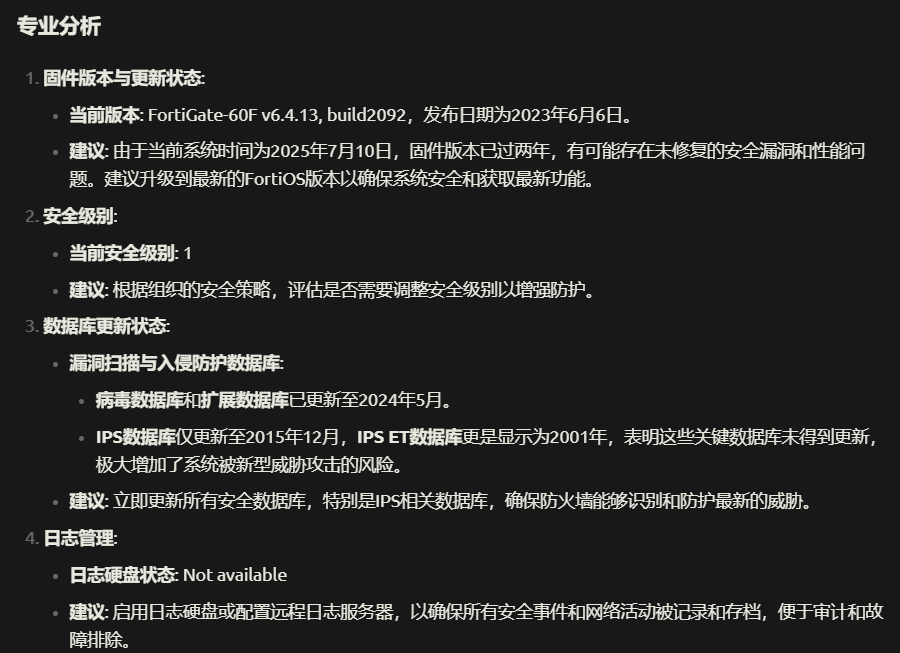 专业分析
1. 固件版本与更新状态:
• 当前版本: FortiGate-60F v6.4.13, build2092，发布日期为2023年6月6日。
• 建议: 由于当前系统时间为2025年7月10日，固件版本已过两年，有可能存在未修复的安全漏洞和性能问
题。建议升级到最新的FortiOS版本以确保系统安全和获取最新功能。
2. 安全级别:
• 当前安全级别: 1
• 建议: 根据组织的安全策略，评估是否需要调整安全级别以增强防护。
3. 数据库更新状态:
• 漏洞扫描与入侵防护数据库:
• 病毒数据库和扩展数据库已更新至2024年5月。
• IPS数据库仅更新至2015年12月，IPS ET数据库更是显示为2001年，表明这些关键数据库未得到更新，
极大增加了系统被新型威胁攻击的风险。
• 建议: 立即更新所有安全数据库，特别是IPS相关数据库，确保防火墙能够识别和防护最新的威胁。
4. 日志管理:
• 日志硬盘状态: Not available
• 建议: 启用日志硬盘或配置远程日志服务器，以确保所有安全事件和网络活动被记录和存档，便于审计和故
障排除。